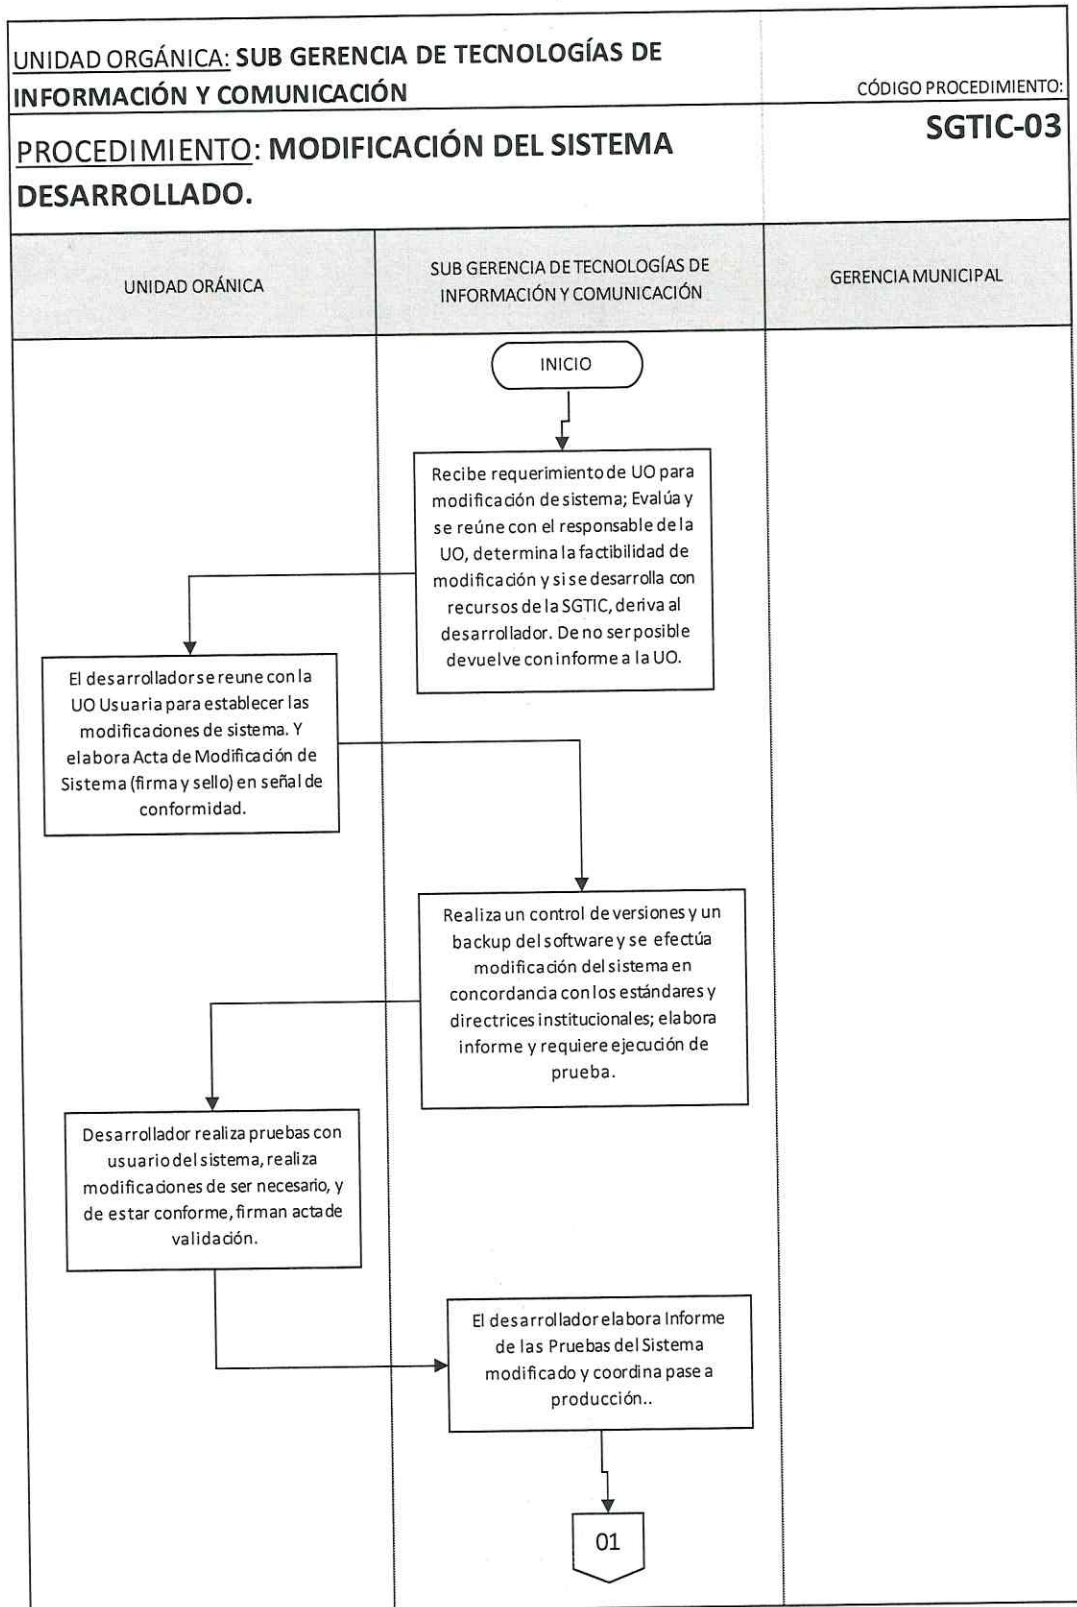 UNIDAD ORGÁNICA: SUB GERENCIA DE TECNOLOGÍAS DE
INFORMACIÓN Y COMUNICACIÓN
CÓDIGO PROCEDIMIENTO:
SGTIC-03
PROCEDIMIENTO: MODIFICACIÓN DEL SISTEMA
DESARROLLADO.
UNIDAD ORÁNICA
SUB GERENCIA DE TECNOLOGÍAS DE
INFORMACIÓN Y COMUNICACIÓN
GERENCIA MUNICIPAL
INICIO
Recibe requerimiento de UO para
modificación de sistema; Evalúa y
se reúne con el responsable de la
UO, determina la factibilidad de
modificación y si se desarrolla con
recursos de la SGTIC, deriva al
desarrollador. De no ser posible
devuelve con informe a la UO.
El desarrollador se reune con la
UO Usuaria para establecer las
modificaciones de sistema. Y
elabora Acta de Modificación de
Sistema (firma y sello) en señal de
conformidad.
Realiza un control de versiones y un
backup del software y se efectúa
modificación del sistema en
concordancia con los estándares y
directrices institucionales; elabora
informe y requiere ejecución de
prueba.
Desarrollador realiza pruebas con
usuario del sistema, realiza
modificaciones de ser necesario, y
de estar conforme, firman acta de
validación.
El desarrollador elabora Informe
de las Pruebas del Sistema
modificado y coordina pase a
producción..
01